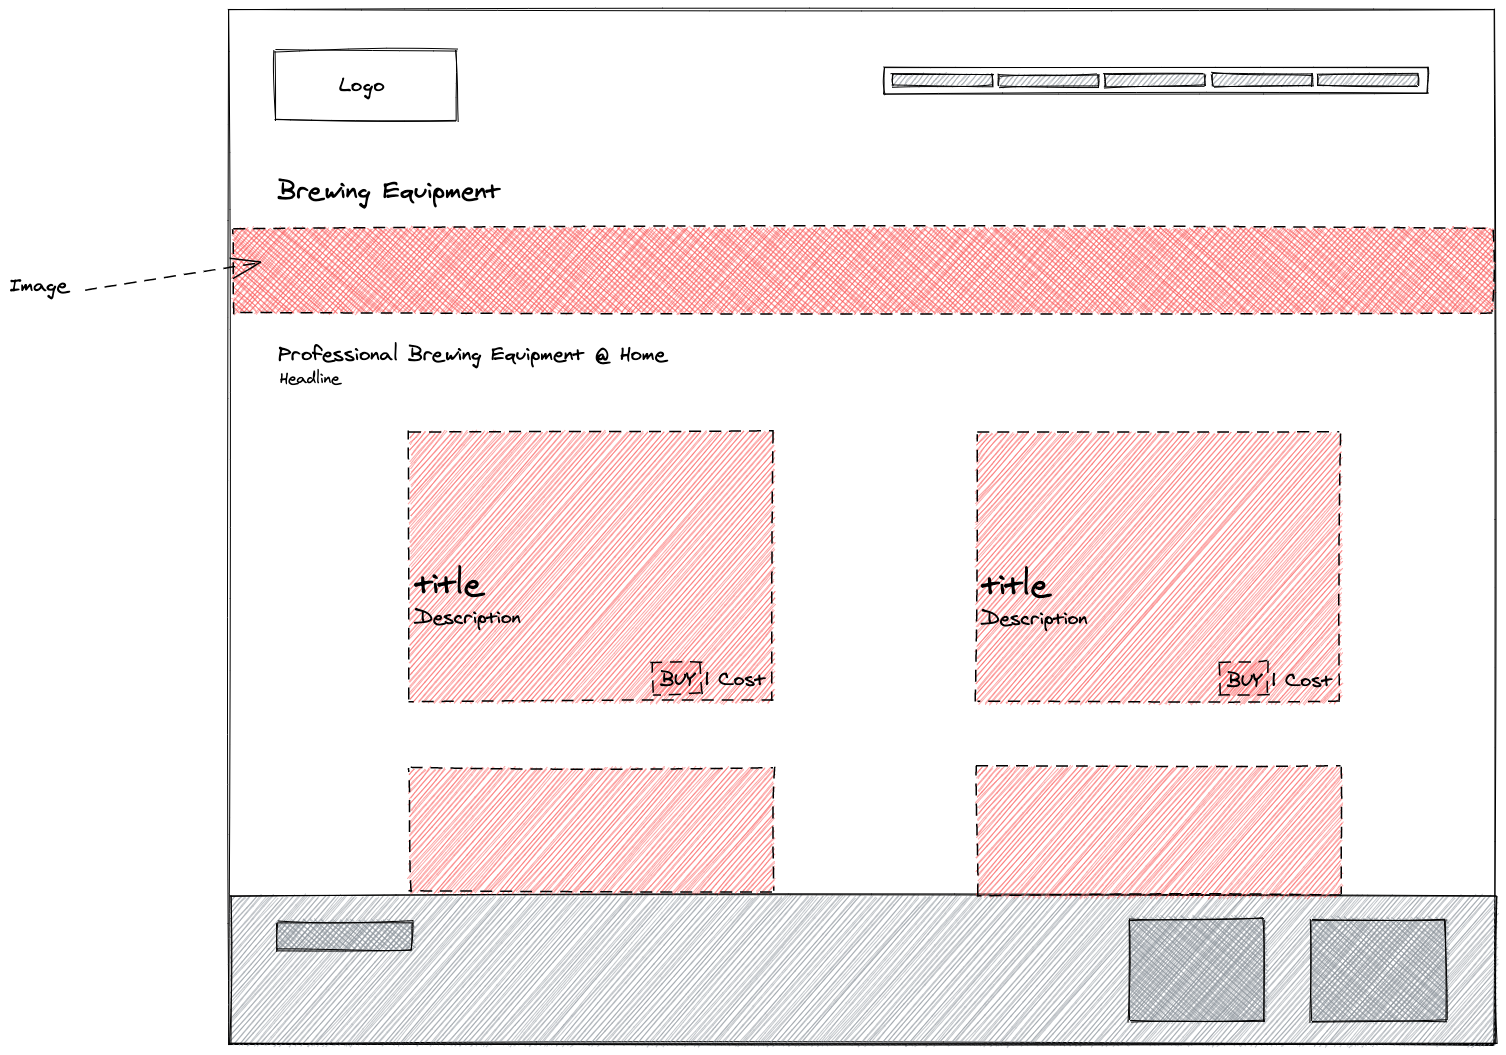 Logo
Brewing Equipment
Image
Professional Brewing Equipment @ Home
Headline
title
Description
BUY | Cost
title
Description
BUY | Cost